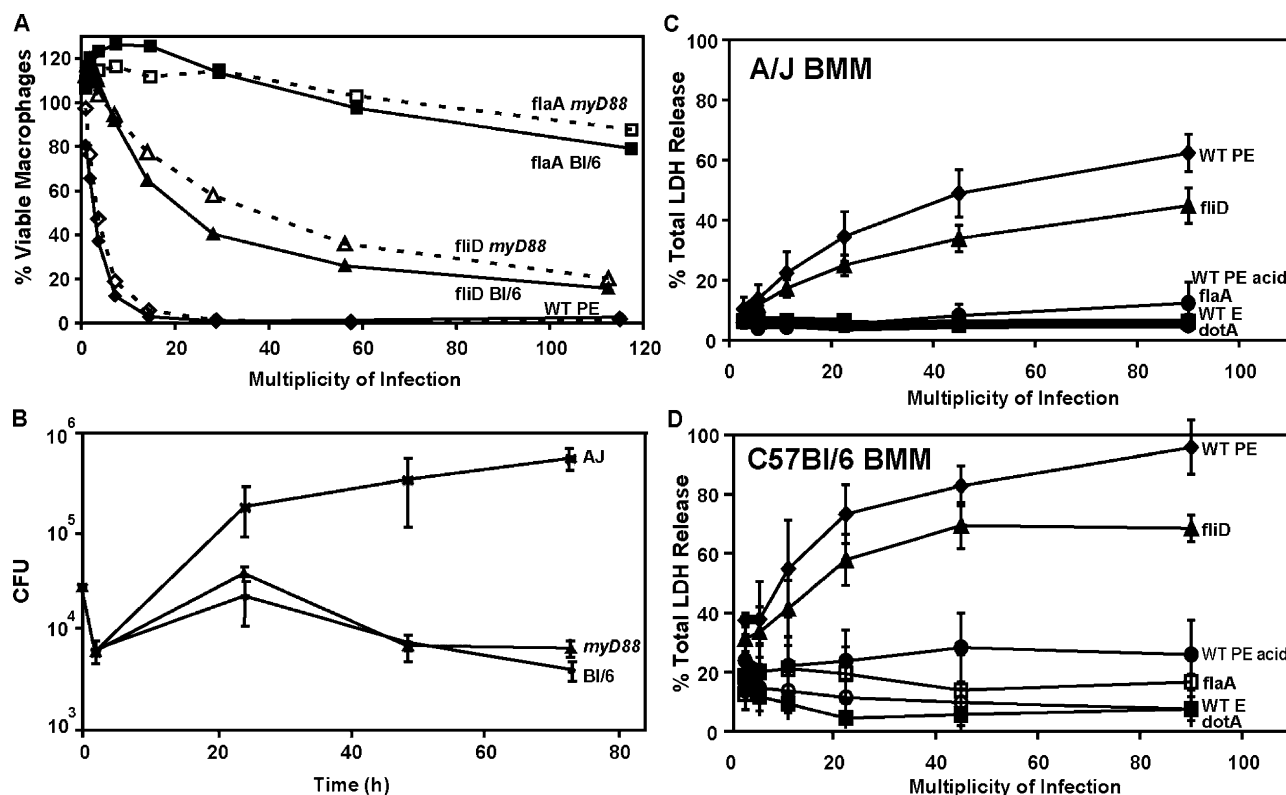 A
% Viable Macrophages
120
100
80
60
40
20
0
flaA myD88
flaA Bl/6
fliD myD88
fliD Bl/6
WT PE
0 20 40 60 80 100 120
Multiplicity of Infection
B
CFU
10^6
10^5
10^4
10^3
AJ
myD88
Bl/6
0 20 40 60 80
Time (h)
C
A/J BMM
% Total LDH Release
100
80
60
40
20
0
WT PE
fliD
WT PE acid
flaA
WT E
dotA
0 20 40 60 80 100
Multiplicity of Infection
D
C57Bl/6 BMM
% Total LDH Release
100
80
60
40
20
0
WT PE
fliD
WT PE acid
flaA
WT E
dotA
0 20 40 60 80 100
Multiplicity of Infection